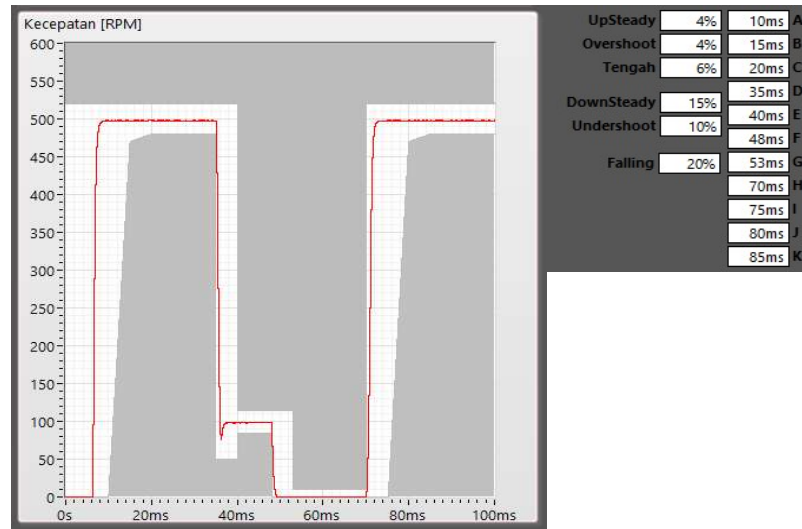 Kecepatan [RPM]
600
550
500
450
400
350
300
250
200
150
100
50
0
0s 20ms 40ms 60ms 80ms 100ms
UpSteady 4% 10ms A
Overshoot 4% 15ms B
Tengah 6% 20ms C
35ms D
DownSteady 15% 40ms E
Undershoot 10% 48ms F
Falling 20% 53ms G
70ms H
75ms I
80ms J
85ms K